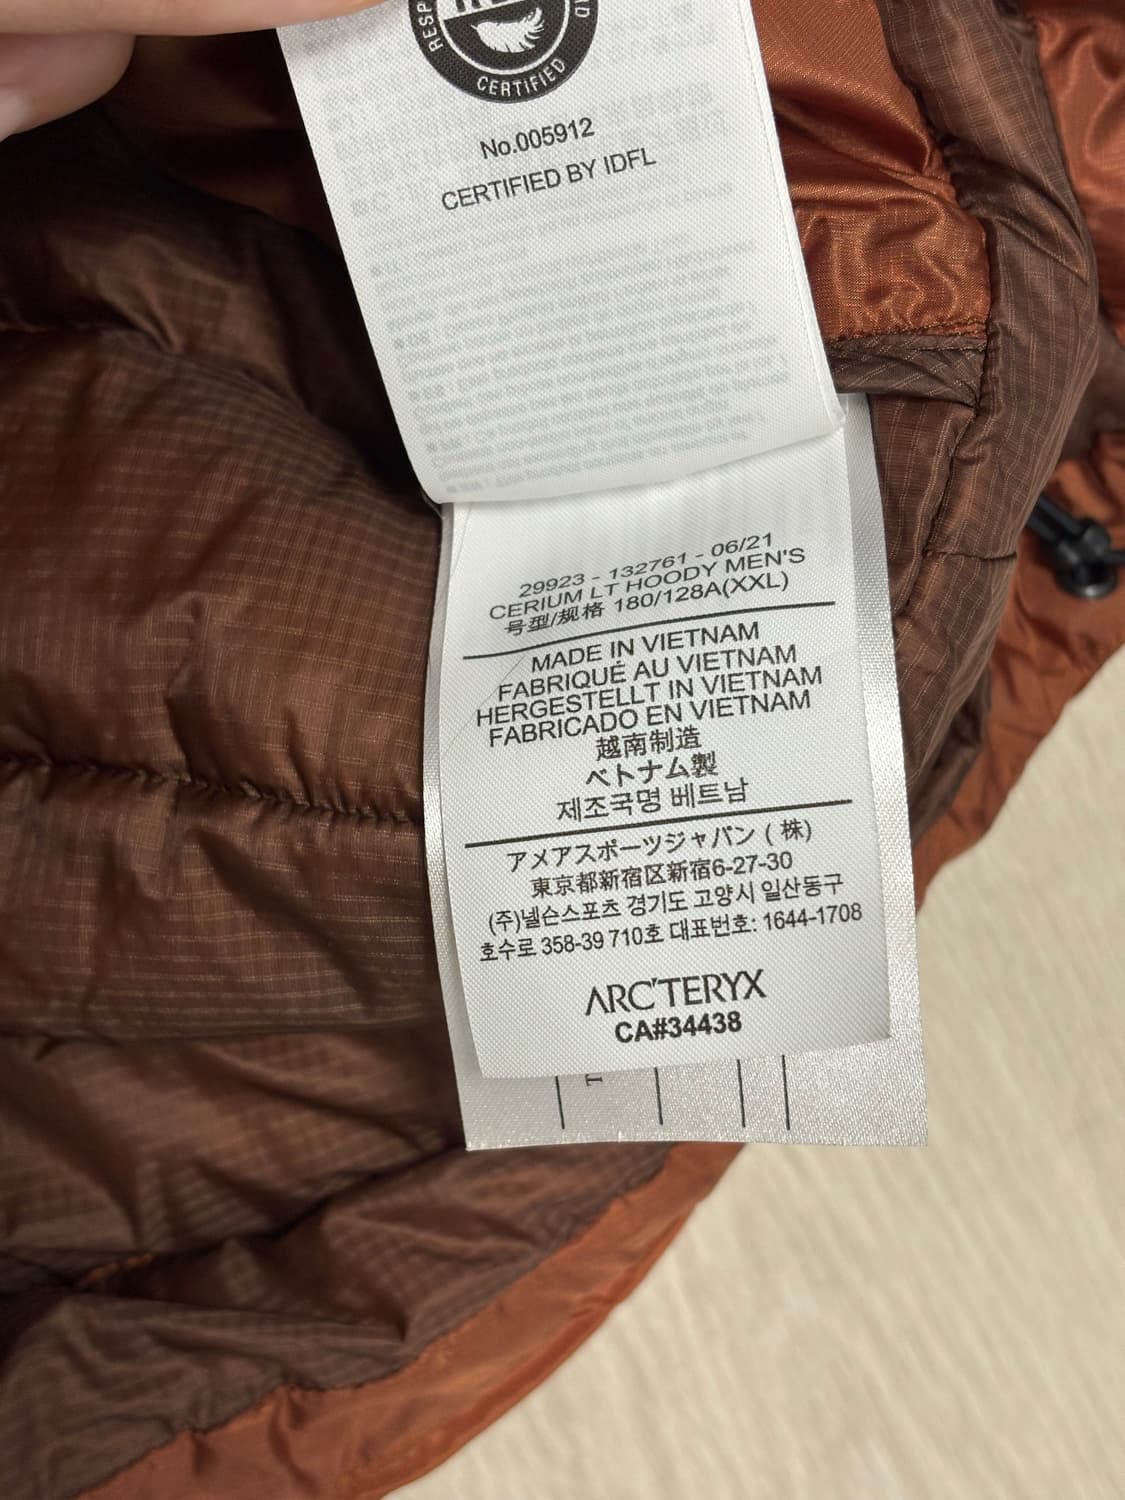 CERTIFIED
No.005912
CERTIFIED BY IDFL
29923 - 132761 - 06/21
CERIUM LT HOODY MEN'S
号型/规格 180/128A(XXL)
MADE IN VIETNAM
FABRIQUÉ AU VIETNAM
HERGESTELLT IN VIETNAM
FABRICADO EN VIETNAM
越南制造
ベトナム製
제조국명 베트남
アメアスポーツジャパン ( 株)
東京都新宿区新宿6-27-30
(주)넬슨스포츠 경기도 고양시 일산동구
호수로 358-39 710호 대표번호: 1644-1708
ARC'TERYX
CA#34438